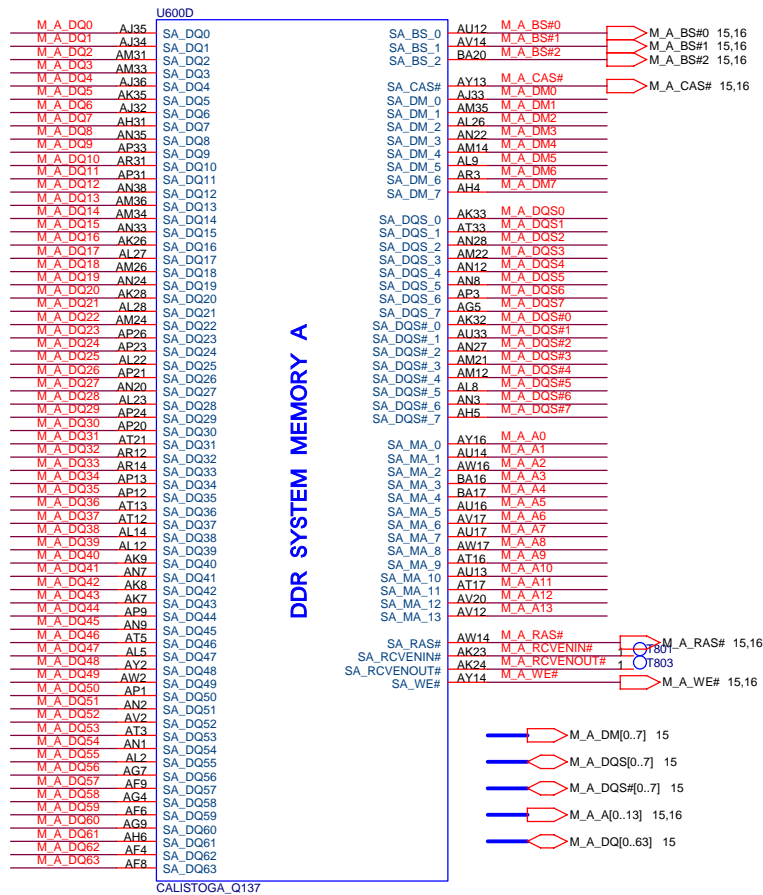 U600D
M_A_DQ0 AJ35 SA_DQ0
M_A_DQ1 AJ34 SA_DQ1
M_A_DQ2 AM31 SA_DQ2
M_A_DQ3 AM33 SA_DQ3
M_A_DQ4 AJ36 SA_DQ4
M_A_DQ5 AK35 SA_DQ5
M_A_DQ6 AJ32 SA_DQ6
M_A_DQ7 AH31 SA_DQ7
M_A_DQ8 AN35 SA_DQ8
M_A_DQ9 AP33 SA_DQ9
M_A_DQ10 AR31 SA_DQ10
M_A_DQ11 AP31 SA_DQ11
M_A_DQ12 AN38 SA_DQ12
M_A_DQ13 AM36 SA_DQ13
M_A_DQ14 AM34 SA_DQ14
M_A_DQ15 AN33 SA_DQ15
M_A_DQ16 AK26 SA_DQ16
M_A_DQ17 AL27 SA_DQ17
M_A_DQ18 AM26 SA_DQ18
M_A_DQ19 AN24 SA_DQ19
M_A_DQ20 AK28 SA_DQ20
M_A_DQ21 AL28 SA_DQ21
M_A_DQ22 AM24 SA_DQ22
M_A_DQ23 AP26 SA_DQ23
M_A_DQ24 AP23 SA_DQ24
M_A_DQ25 AL22 SA_DQ25
M_A_DQ26 AP21 SA_DQ26
M_A_DQ27 AN20 SA_DQ27
M_A_DQ28 AL23 SA_DQ28
M_A_DQ29 AP24 SA_DQ29
M_A_DQ30 AP20 SA_DQ30
M_A_DQ31 AT21 SA_DQ31
M_A_DQ32 AR12 SA_DQ32
M_A_DQ33 AR14 SA_DQ33
M_A_DQ34 AP13 SA_DQ34
M_A_DQ35 AP12 SA_DQ35
M_A_DQ36 AT13 SA_DQ36
M_A_DQ37 AT12 SA_DQ37
M_A_DQ38 AL14 SA_DQ38
M_A_DQ39 AL12 SA_DQ39
M_A_DQ40 AK9 SA_DQ40
M_A_DQ41 AN7 SA_DQ41
M_A_DQ42 AK8 SA_DQ42
M_A_DQ43 AK7 SA_DQ43
M_A_DQ44 AP9 SA_DQ44
M_A_DQ45 AN9 SA_DQ45
M_A_DQ46 AT5 SA_DQ46
M_A_DQ47 AL5 SA_DQ47
M_A_DQ48 AY2 SA_DQ48
M_A_DQ49 AW2 SA_DQ49
M_A_DQ50 AP1 SA_DQ50
M_A_DQ51 AN2 SA_DQ51
M_A_DQ52 AV2 SA_DQ52
M_A_DQ53 AT3 SA_DQ53
M_A_DQ54 AN1 SA_DQ54
M_A_DQ55 AL2 SA_DQ55
M_A_DQ56 AG7 SA_DQ56
M_A_DQ57 AF9 SA_DQ57
M_A_DQ58 AG4 SA_DQ58
M_A_DQ59 AF6 SA_DQ59
M_A_DQ60 AG9 SA_DQ60
M_A_DQ61 AH6 SA_DQ61
M_A_DQ62 AF4 SA_DQ62
M_A_DQ63 AF8 SA_DQ63
DDR SYSTEM MEMORY A
SA_BS_0 AU12 M_A_BS#0 M_A_BS#0 15,16
SA_BS_1 AV14 M_A_BS#1 M_A_BS#1 15,16
SA_BS_2 BA20 M_A_BS#2 M_A_BS#2 15,16
SA_CAS# AY13 M_A_CAS# M_A_CAS# 15,16
SA_DM_0 AJ33 M_A_DM0
SA_DM_1 AM35 M_A_DM1
SA_DM_2 AL26 M_A_DM2
SA_DM_3 AN22 M_A_DM3
SA_DM_4 AM14 M_A_DM4
SA_DM_5 AL9 M_A_DM5
SA_DM_6 AR3 M_A_DM6
SA_DM_7 AH4 M_A_DM7
SA_DQS_0 AK33 M_A_DQS0
SA_DQS_1 AT33 M_A_DQS1
SA_DQS_2 AN28 M_A_DQS2
SA_DQS_3 AM22 M_A_DQS3
SA_DQS_4 AN12 M_A_DQS4
SA_DQS_5 AN8 M_A_DQS5
SA_DQS_6 AP3 M_A_DQS6
SA_DQS_7 AG5 M_A_DQS7
SA_DQS#_0 AK32 M_A_DQS#0
SA_DQS#_1 AU33 M_A_DQS#1
SA_DQS#_2 AN27 M_A_DQS#2
SA_DQS#_3 AM21 M_A_DQS#3
SA_DQS#_4 AM12 M_A_DQS#4
SA_DQS#_5 AL8 M_A_DQS#5
SA_DQS#_6 AN3 M_A_DQS#6
SA_DQS#_7 AH5 M_A_DQS#7
SA_MA_0 AY16 M_A_A0
SA_MA_1 AU14 M_A_A1
SA_MA_2 AW16 M_A_A2
SA_MA_3 BA16 M_A_A3
SA_MA_4 BA17 M_A_A4
SA_MA_5 AU16 M_A_A5
SA_MA_6 AV17 M_A_A6
SA_MA_7 AU17 M_A_A7
SA_MA_8 AW17 M_A_A8
SA_MA_9 AT16 M_A_A9
SA_MA_10 AU13 M_A_A10
SA_MA_11 AT17 M_A_A11
SA_MA_12 AV20 M_A_A12
SA_MA_13 AV12 M_A_A13
SA_RAS# AW14 M_A_RAS# M_A_RAS# 15,16
SA_RCVENIN# AK23 M_A_RCVENIN# 1 T801
SA_RCVENOUT# AK24 M_A_RCVENOUT# 1 T803
SA_WE# AY14 M_A_WE# M_A_WE# 15,16
M_A_DM[0..7] 15
M_A_DQS[0..7] 15
M_A_DQS#[0..7] 15
M_A_A[0..13] 15,16
M_A_DQ[0..63] 15
CALISTOGA_Q137